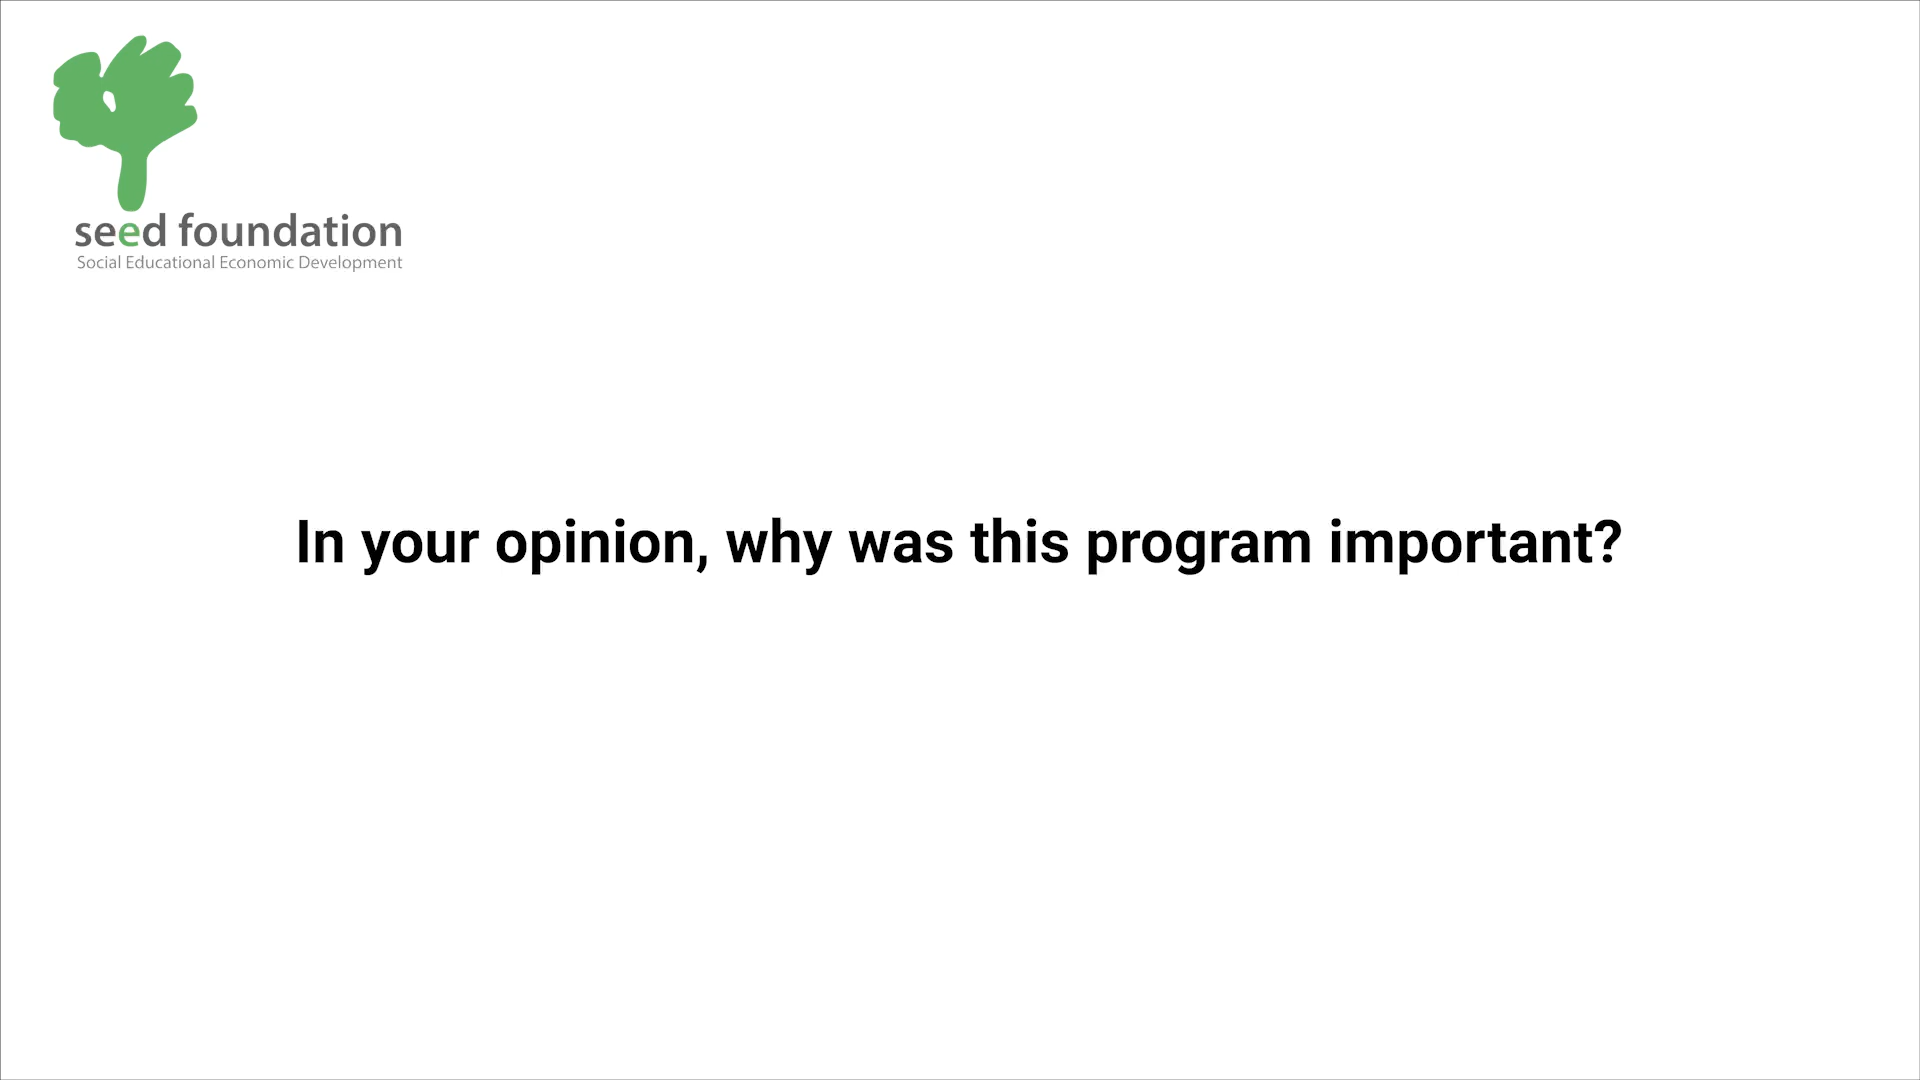 seed foundation
Social Educational Economic Development
In your opinion, why was this program important?